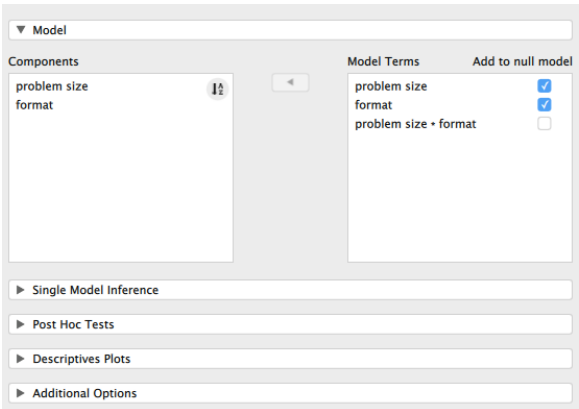 Model
Components
Model Terms Add to null model
problem size
format
problem size
format
problem size * format
Single Model Inference
Post Hoc Tests
Descriptives Plots
Additional Options